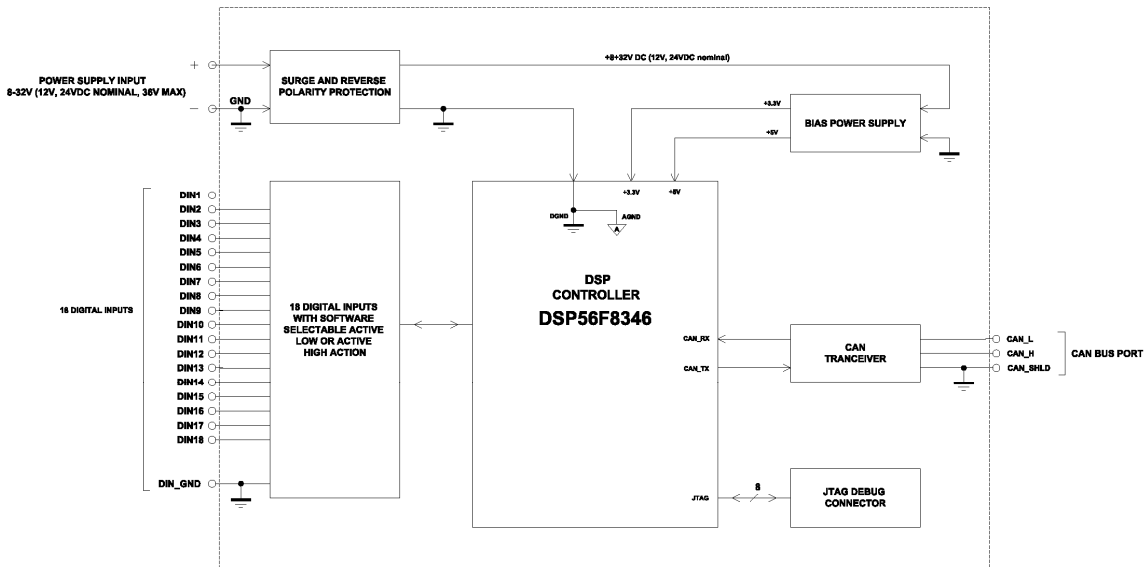 +8÷32V DC (12V, 24VDC nominal)
+
POWER SUPPLY INPUT
8-32V (12V, 24VDC NOMINAL, 36V MAX)
–
GND
SURGE AND REVERSE
POLARITY PROTECTION
+3.3V
+5V
BIAS POWER SUPPLY
DIN1
DIN2
DIN3
DIN4
DIN5
DIN6
DIN7
DIN8
DIN9
DIN10
DIN11
DIN12
DIN13
DIN14
DIN15
DIN16
DIN17
DIN18
DIN_GND
18 DIGITAL INPUTS
18 DIGITAL INPUTS
WITH SOFTWARE
SELECTABLE ACTIVE
LOW OR ACTIVE
HIGH ACTION
+3.3V
+5V
DGND
AGND
A
DSP
CONTROLLER
DSP56F8346
CAN_RX
CAN_TX
JTAG
CAN
TRANCEIVER
CAN_L
CAN_H
CAN_SHLD
CAN BUS PORT
8
JTAG DEBUG
CONNECTOR